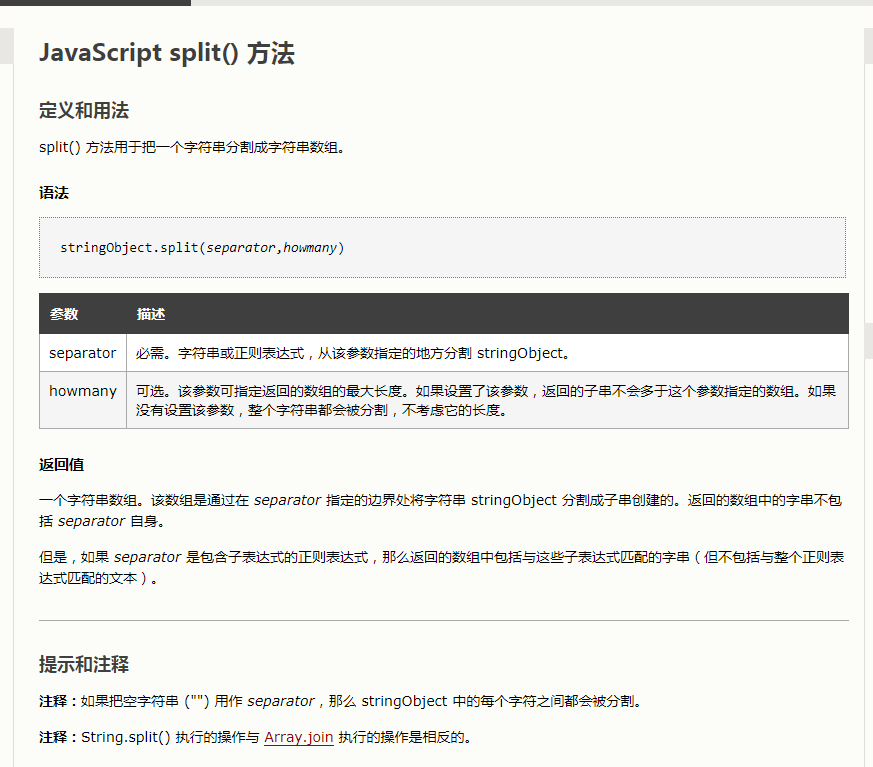 JavaScript split() 方法
定义和用法
split() 方法用于把一个字符串分割成字符串数组。
语法
stringObject.split(separator,howmany)
参数 描述
separator 必需。字符串或正则表达式，从该参数指定的地方分割 stringObject。
howmany 可选。该参数可指定返回的数组的最大长度。如果设置了该参数，返回的子串不会多于这个参数指定的数组。如果
没有设置该参数，整个字符串都会被分割，不考虑它的长度。
返回值
一个字符串数组。该数组是通过在 separator 指定的边界处将字符串 stringObject 分割成子串创建的。返回的数组中的字串不包
括 separator 自身。
但是，如果 separator 是包含子表达式的正则表达式，那么返回的数组中包括与这些子表达式匹配的字串（但不包括与整个正则表
达式匹配的文本）。
提示和注释
注释：如果把空字符串 ("") 用作 separator，那么 stringObject 中的每个字符之间都会被分割。
注释：String.split() 执行的操作与 Array.join 执行的操作是相反的。